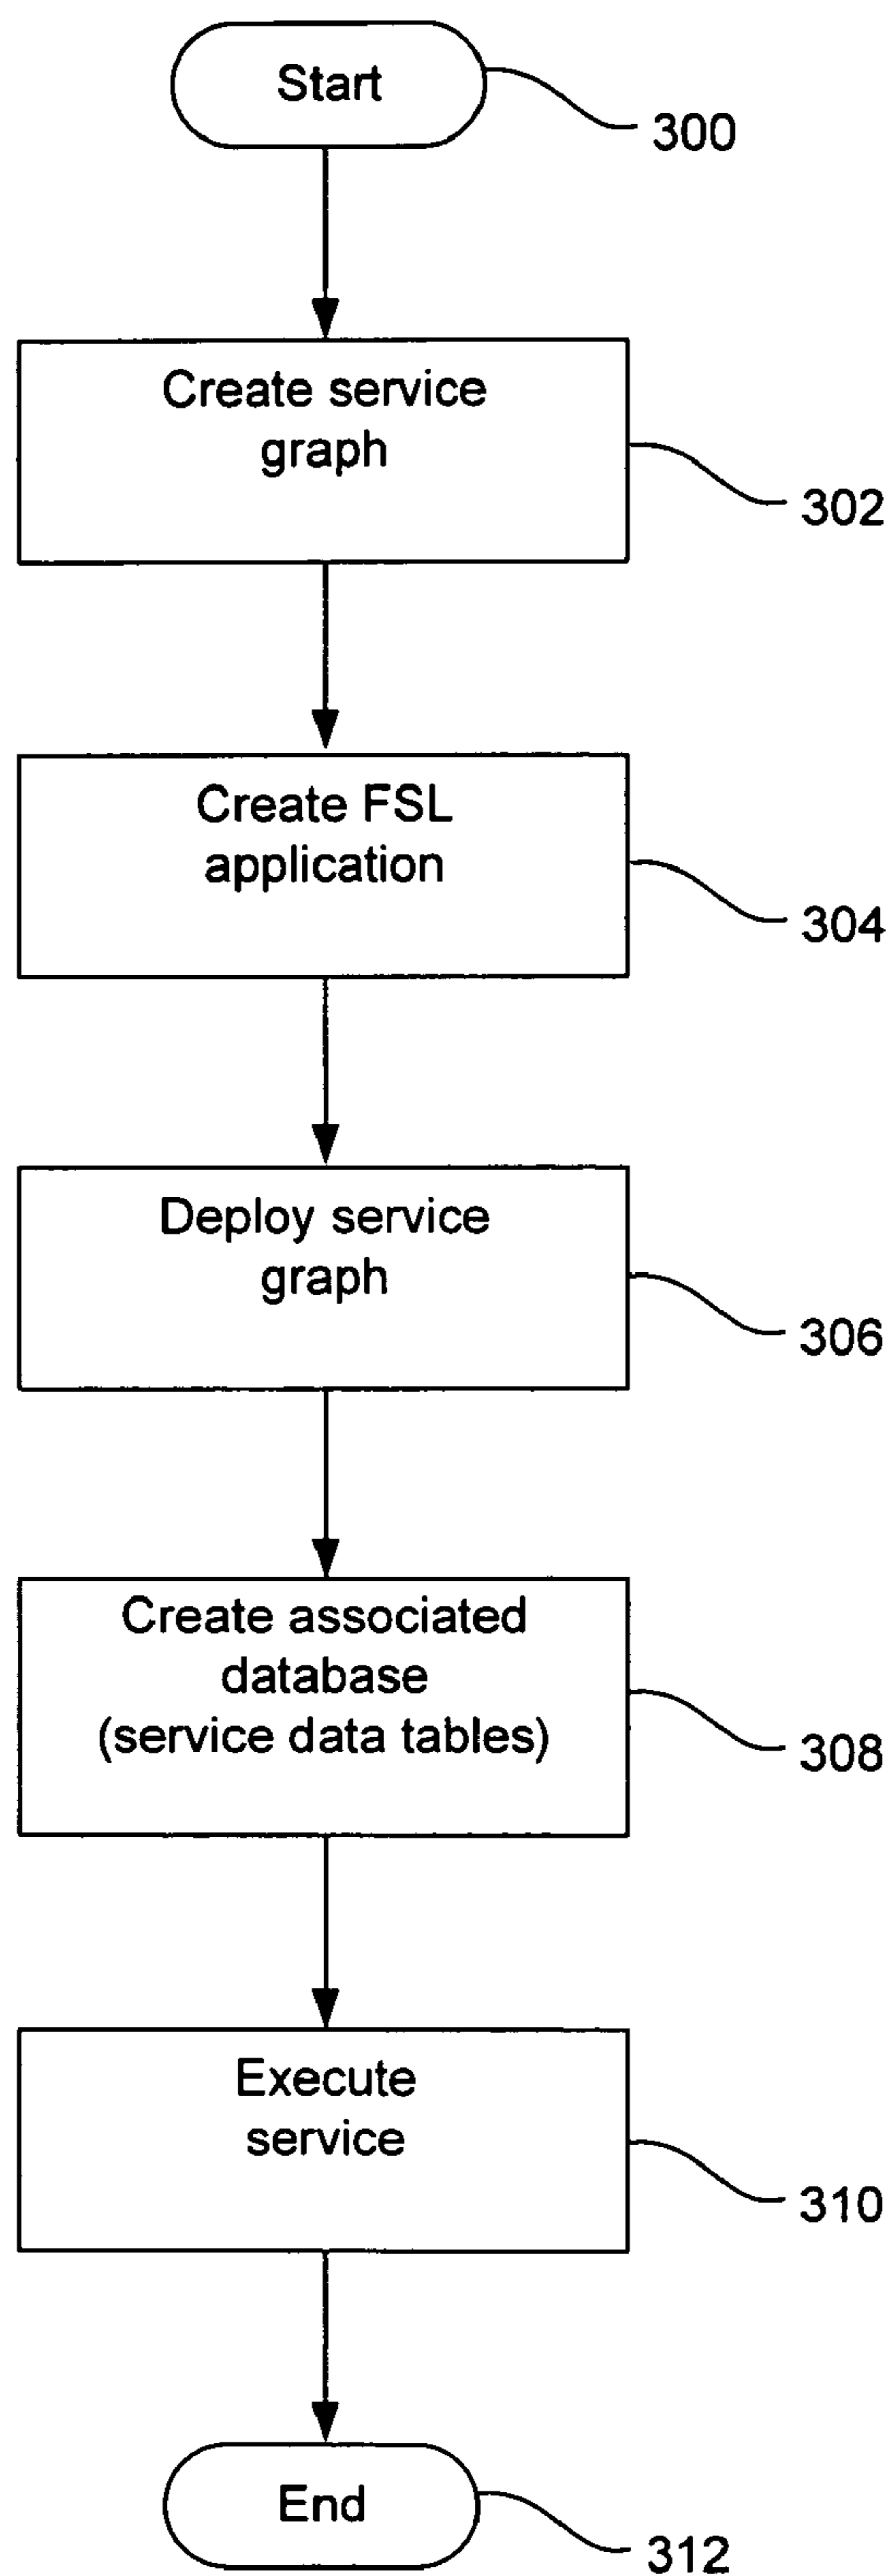 Start
300
Create service
graph
302
Create FSL
application
304
Deploy service
graph
306
Create associated
database
(service data tables)
308
Execute
service
310
End
312